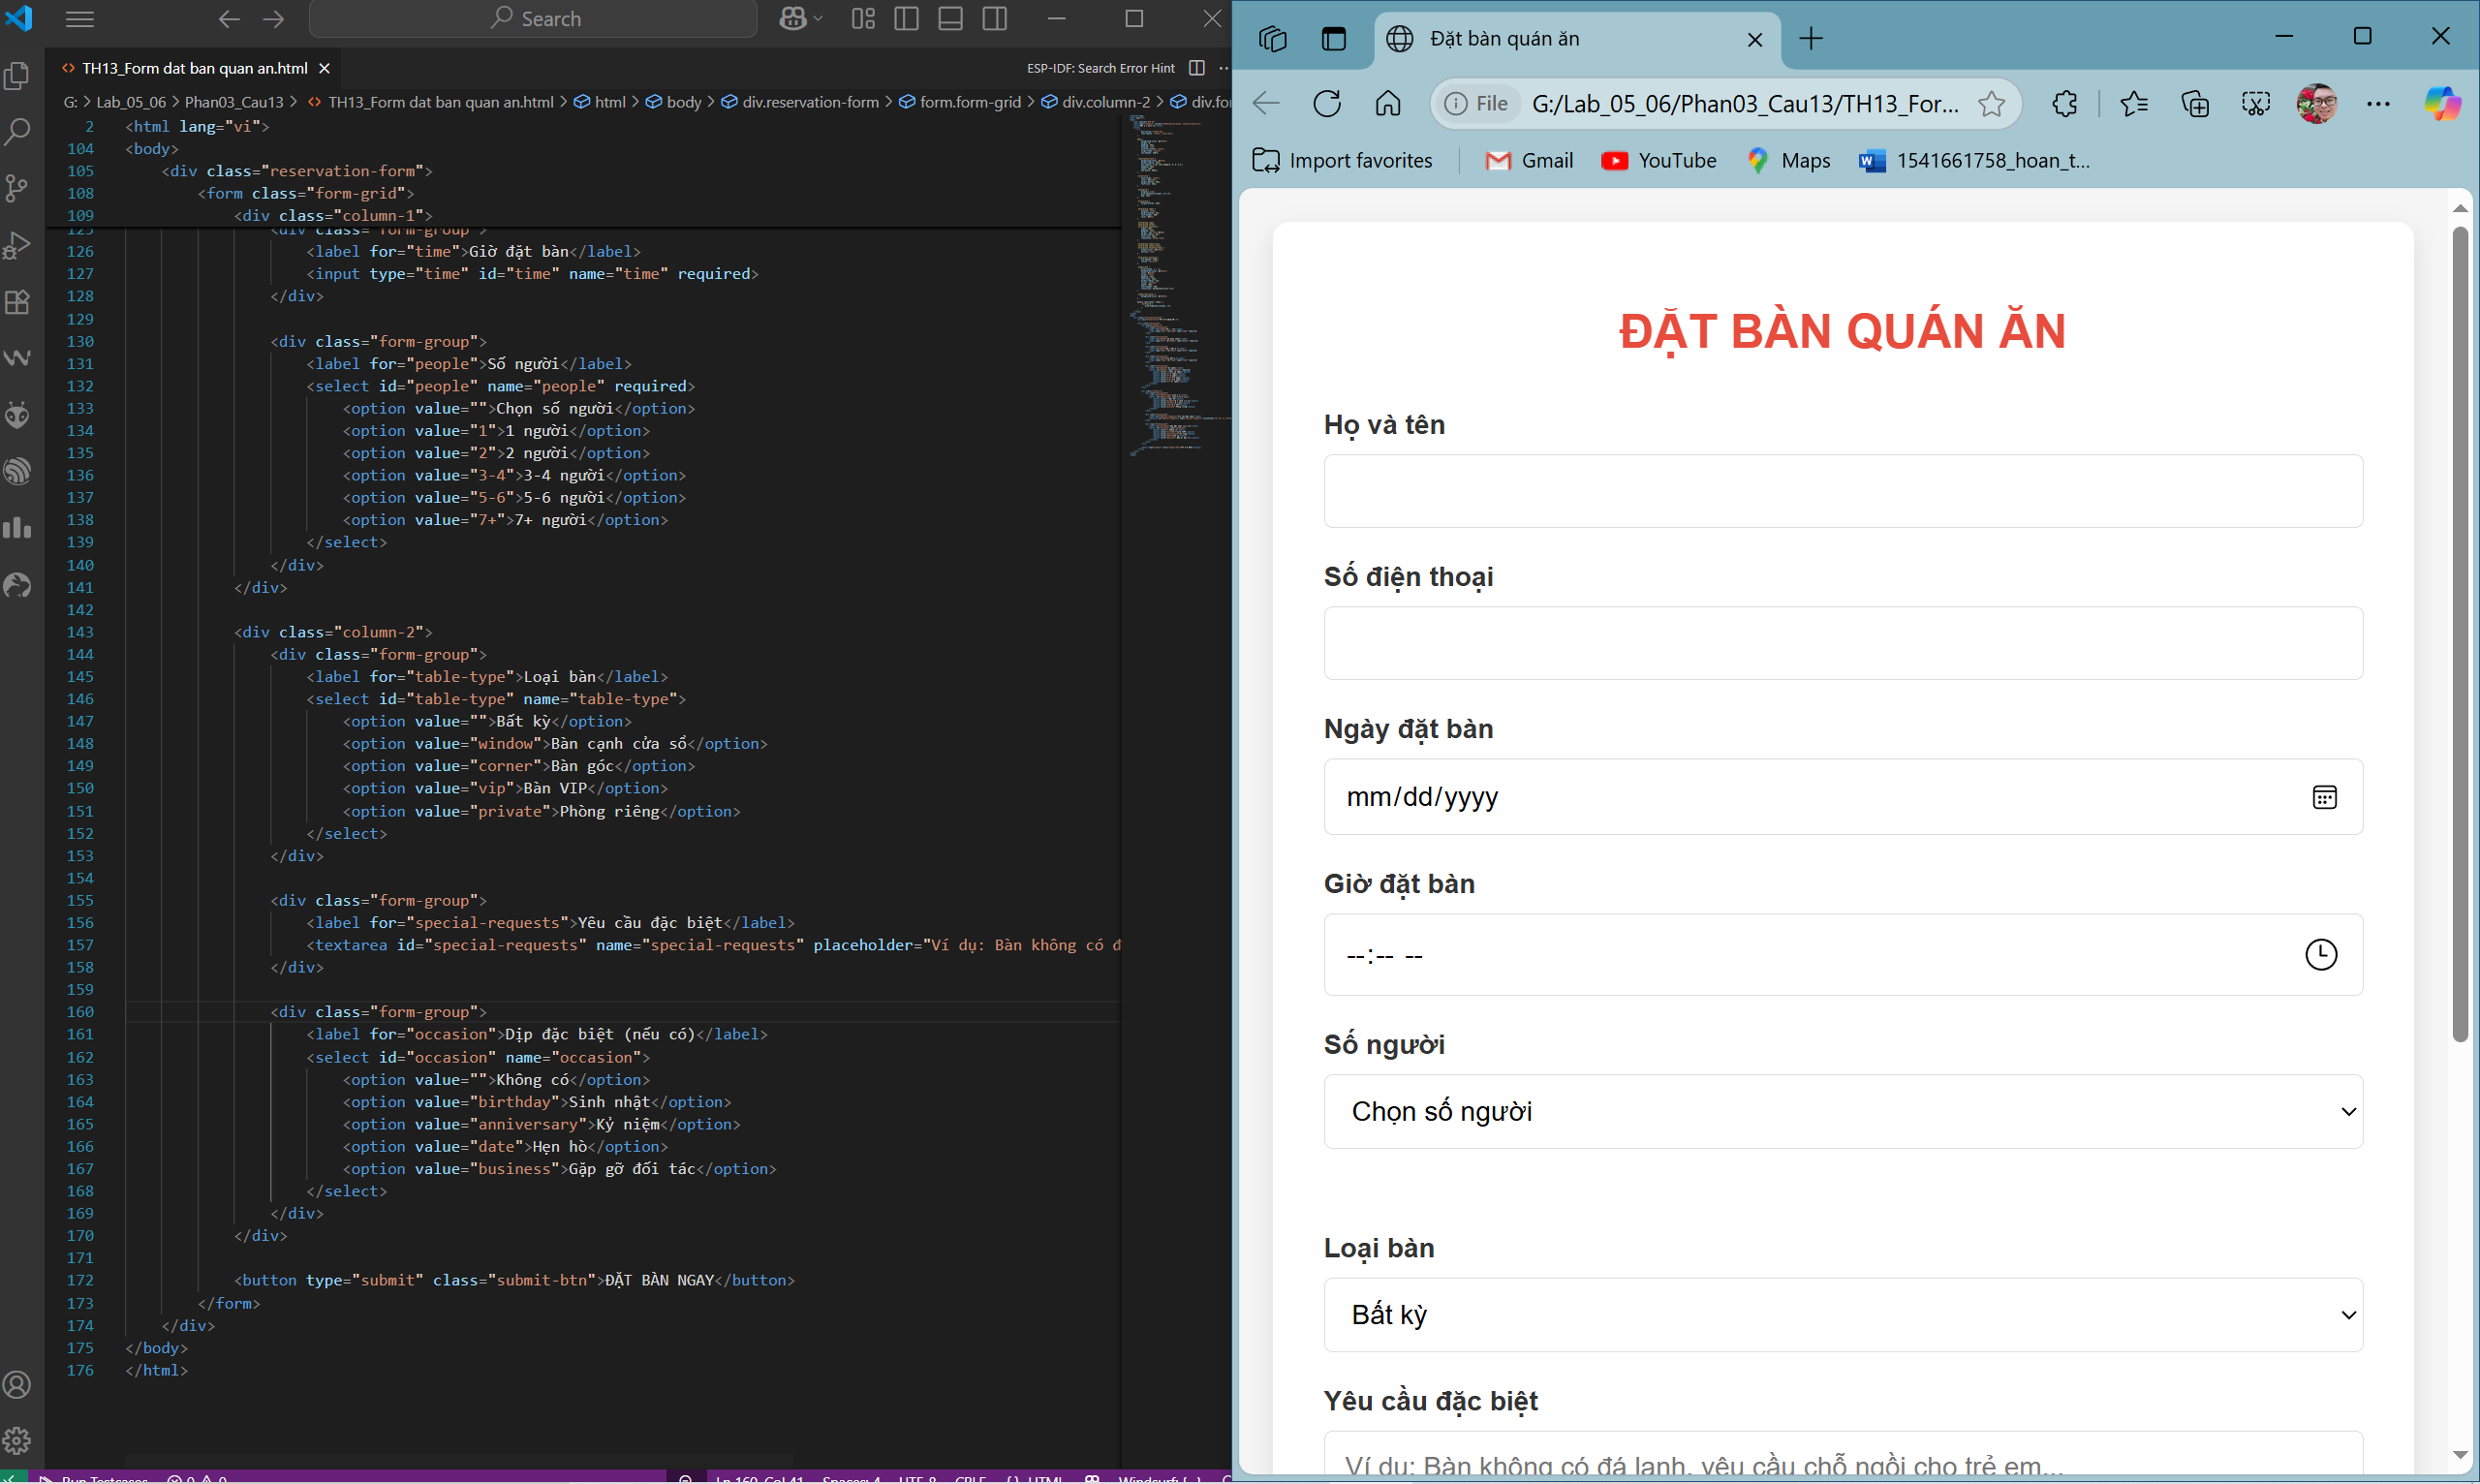 Search
TH13_Form dat ban quan an.html
ESP-IDF: Search Error Hint
G: > Lab_05_06 > Phan03_Cau13 > TH13_Form dat ban quan an.html > html > body > div.reservation-form > form.form-grid > div.column-2 > div.for
2 <html lang="vi">
104 <body>
105 <div class="reservation-form">
108 <form class="form-grid">
109 <div class="column-1">
125 <div class="form-group">
126 <label for="time">Giờ đặt bàn</label>
127 <input type="time" id="time" name="time" required>
128 </div>
129
130 <div class="form-group">
131 <label for="people">Số người</label>
132 <select id="people" name="people" required>
133 <option value="">Chọn số người</option>
134 <option value="1">1 người</option>
135 <option value="2">2 người</option>
136 <option value="3-4">3-4 người</option>
137 <option value="5-6">5-6 người</option>
138 <option value="7+">7+ người</option>
139 </select>
140 </div>
141 </div>
142
143 <div class="column-2">
144 <div class="form-group">
145 <label for="table-type">Loại bàn</label>
146 <select id="table-type" name="table-type">
147 <option value="">Bất kỳ</option>
148 <option value="window">Bàn cạnh cửa sổ</option>
149 <option value="corner">Bàn góc</option>
150 <option value="vip">Bàn VIP</option>
151 <option value="private">Phòng riêng</option>
152 </select>
153 </div>
154
155 <div class="form-group">
156 <label for="special-requests">Yêu cầu đặc biệt</label>
157 <textarea id="special-requests" name="special-requests" placeholder="Ví dụ: Bàn không có đ
158 </div>
159
160 <div class="form-group">
161 <label for="occasion">Dịp đặc biệt (nếu có)</label>
162 <select id="occasion" name="occasion">
163 <option value="">Không có</option>
164 <option value="birthday">Sinh nhật</option>
165 <option value="anniversary">Kỷ niệm</option>
166 <option value="date">Hẹn hò</option>
167 <option value="business">Gặp gỡ đối tác</option>
168 </select>
169 </div>
170 </div>
171
172 <button type="submit" class="submit-btn">ĐẶT BÀN NGAY</button>
173 </form>
174 </div>
175 </body>
176 </html>
Run Testcases 0 0 Ln 160, Col 41 Spaces: 4 UTF-8 CRLF {} HTML Windsurf: {...}
Đặt bàn quán ăn
File G:/Lab_05_06/Phan03_Cau13/TH13_For...
Import favorites Gmail YouTube Maps 1541661758_hoan_t...
ĐẶT BÀN QUÁN ĂN
Họ và tên
Số điện thoại
Ngày đặt bàn
mm/dd/yyyy
Giờ đặt bàn
--:-- --
Số người
Chọn số người
Loại bàn
Bất kỳ
Yêu cầu đặc biệt
Ví dụ: Bàn không có đá lạnh, yêu cầu chỗ ngồi cho trẻ em...